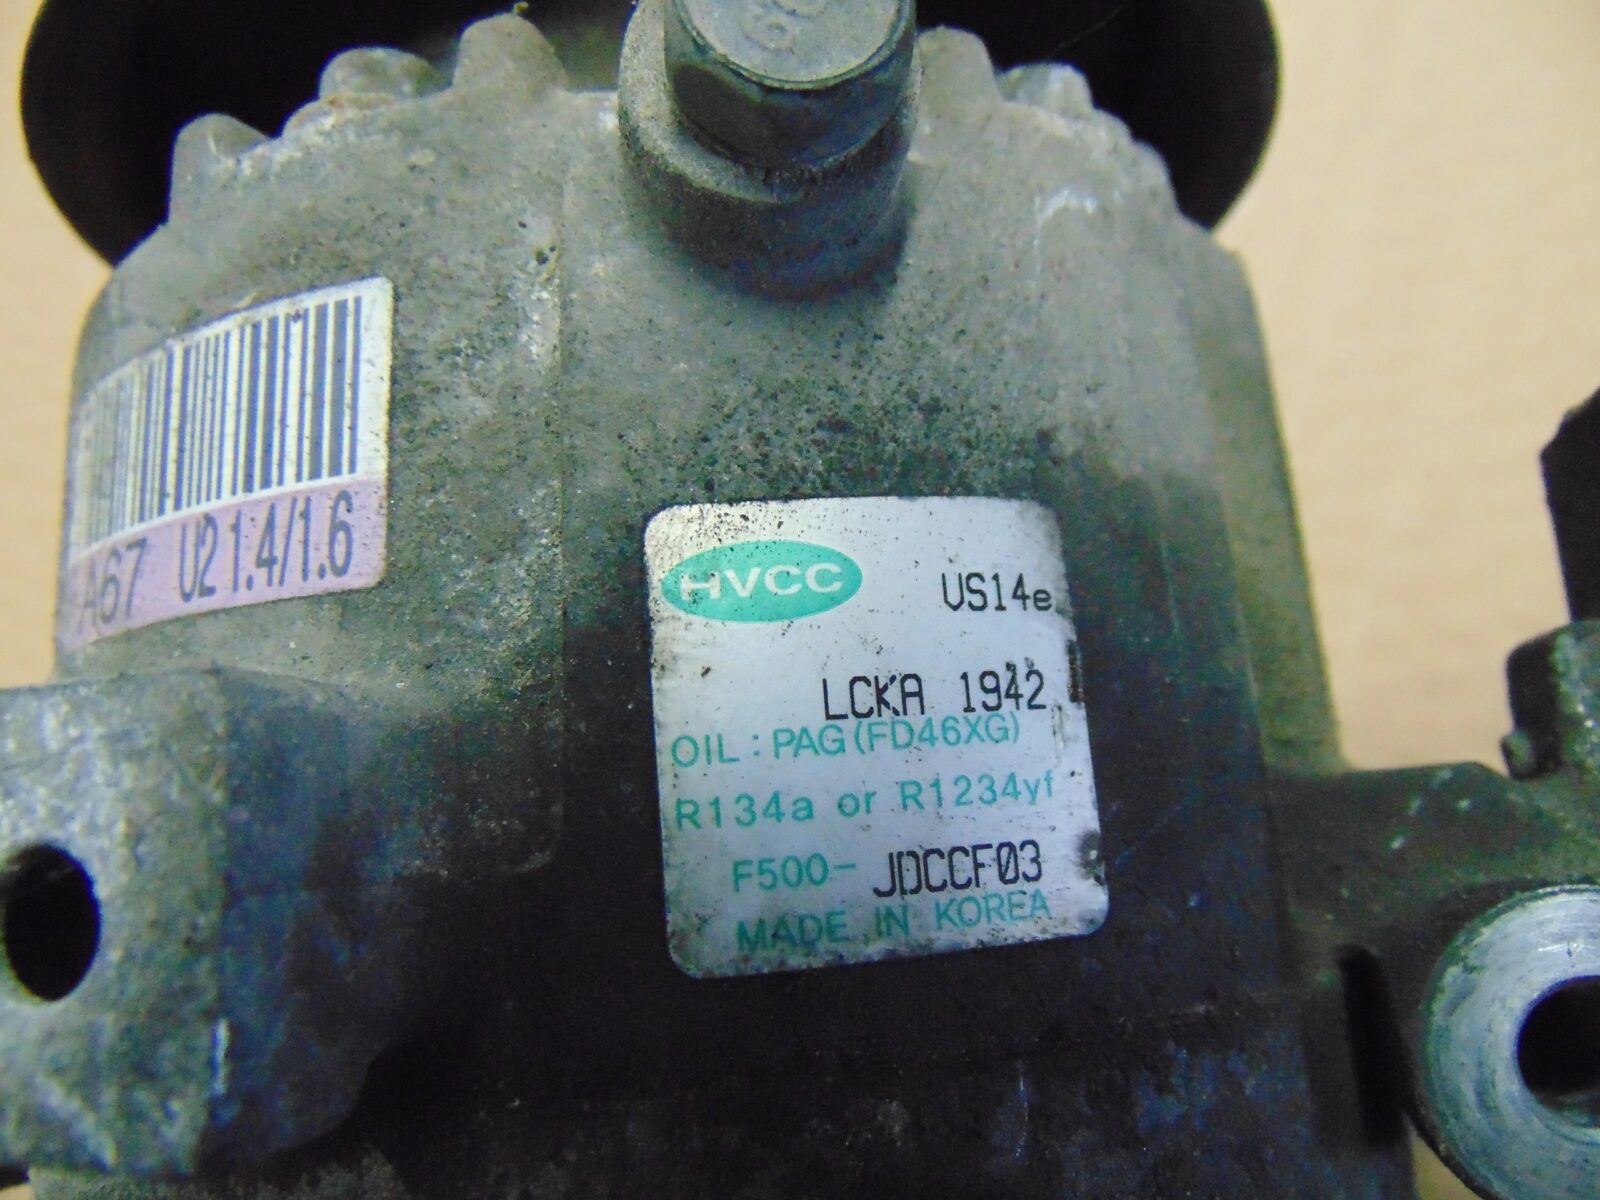 A67 U2 1.4/1.6
HVCC VS14e
LCKA 1942
OIL : PAG (FD46XG)
R134a or R1234yf
F500- JDCCF03
MADE IN KOREA